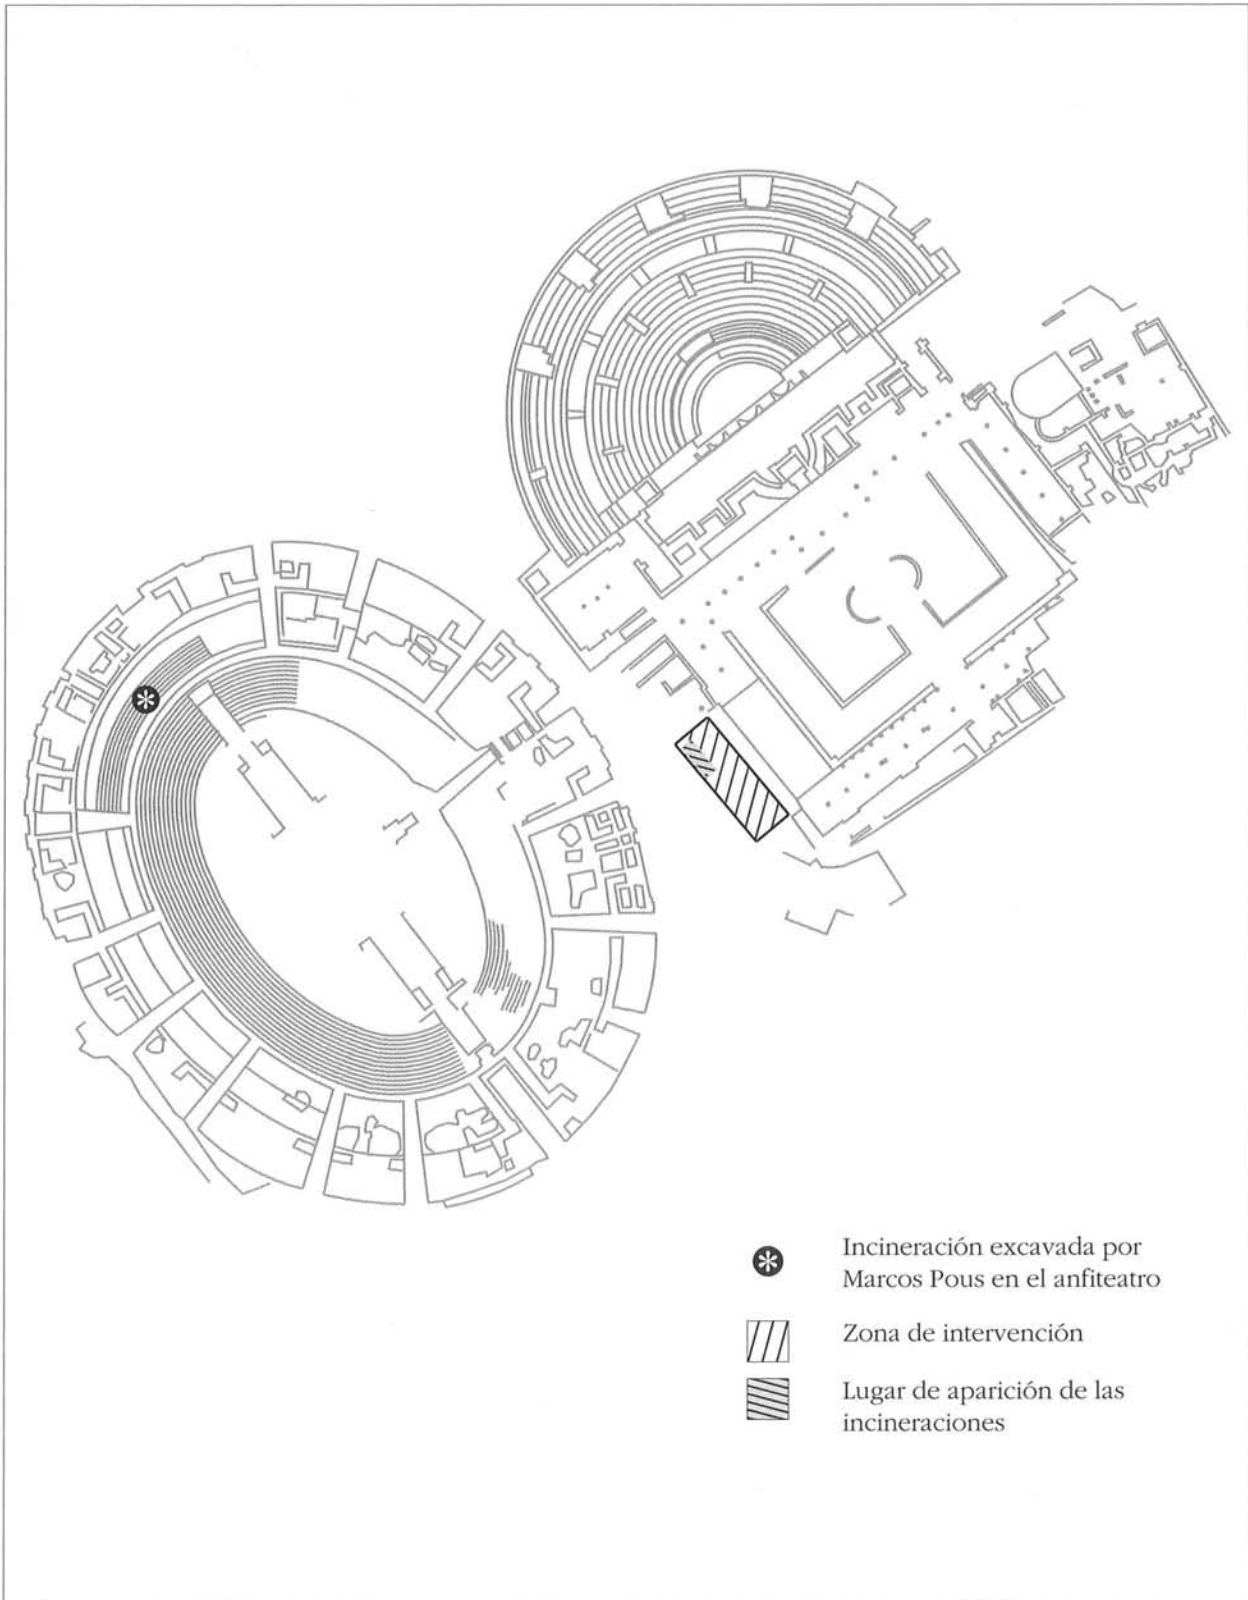 Incineración excavada por
Marcos Pous en el anfiteatro
Zona de intervención
Lugar de aparición de las
incineraciones